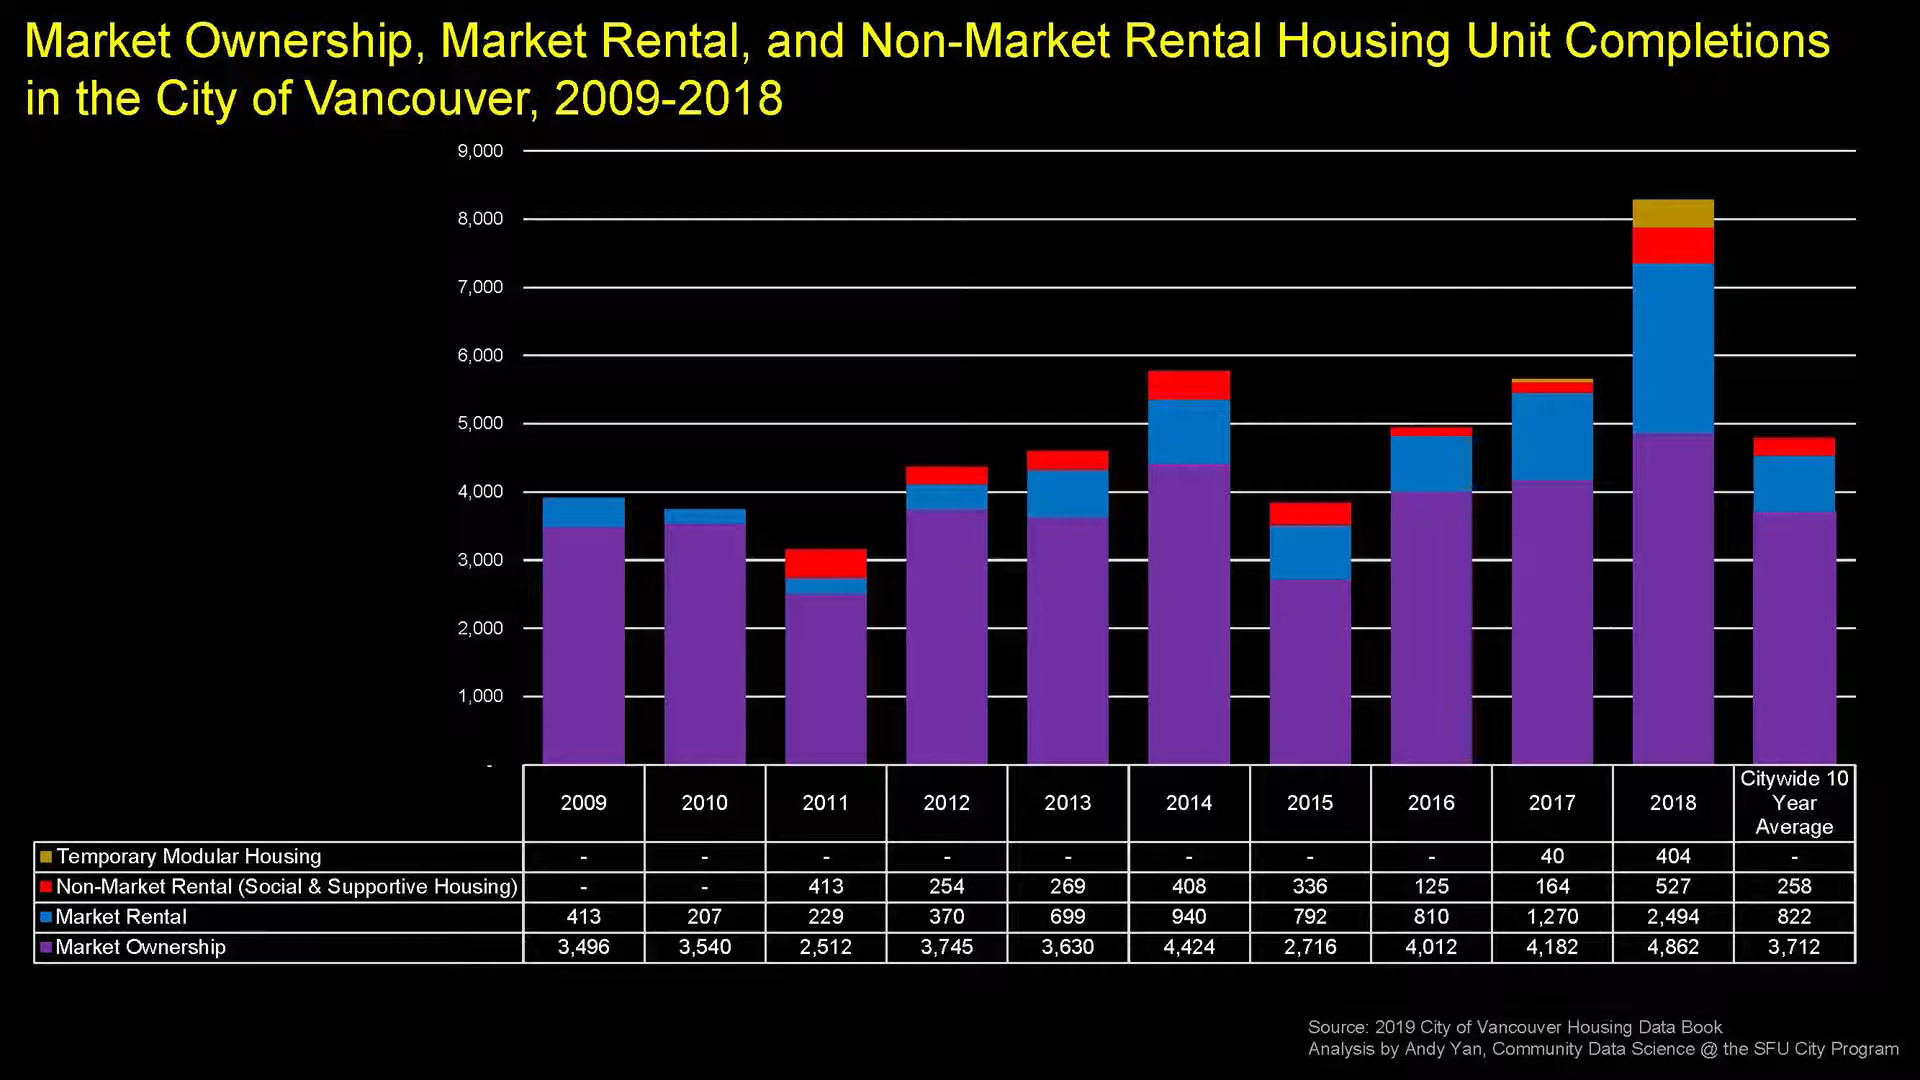 Market Ownership, Market Rental, and Non-Market Rental Housing Unit Completions
in the City of Vancouver, 2009-2018
9,000
8,000
7,000
6,000
5,000
4,000
3,000
2,000
1,000
-
2009 2010 2011 2012 2013 2014 2015 2016 2017 2018 Citywide 10
Year
Average
Temporary Modular Housing - - - - - - - - 40 404 -
Non-Market Rental (Social & Supportive Housing) - - 413 254 269 408 336 125 164 527 258
Market Rental 413 207 229 370 699 940 792 810 1,270 2,494 822
Market Ownership 3,496 3,540 2,512 3,745 3,630 4,424 2,716 4,012 4,182 4,862 3,712
Source: 2019 City of Vancouver Housing Data Book
Analysis by Andy Yan, Community Data Science @ the SFU City Program